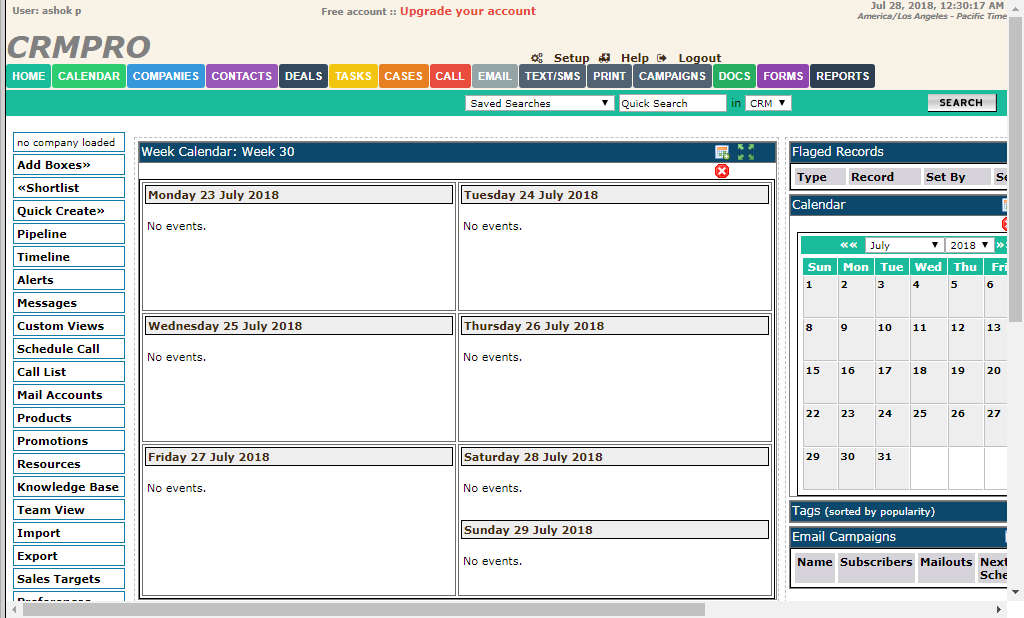 User: ashok p
Free account :: Upgrade your account
Jul 28, 2018, 12:30:17 AM
America/Los Angeles - Pacific Time
CRMPRO
Setup Help Logout
HOME CALENDAR COMPANIES CONTACTS DEALS TASKS CASES CALL EMAIL TEXT/SMS PRINT CAMPAIGNS DOCS FORMS REPORTS
Saved Searches Quick Search in CRM SEARCH
no company loaded
Add Boxes»
«Shortlist
Quick Create»
Pipeline
Timeline
Alerts
Messages
Custom Views
Schedule Call
Call List
Mail Accounts
Products
Promotions
Resources
Knowledge Base
Team View
Import
Export
Sales Targets
Preferences
Week Calendar: Week 30
Monday 23 July 2018
No events.
Tuesday 24 July 2018
No events.
Wednesday 25 July 2018
No events.
Thursday 26 July 2018
No events.
Friday 27 July 2018
No events.
Saturday 28 July 2018
No events.
Sunday 29 July 2018
No events.
Flaged Records
Type Record Set By Se
Calendar
«« July 2018 »
Sun Mon Tue Wed Thu Fri
1 2 3 4 5 6
8 9 10 11 12 13
15 16 17 18 19 20
22 23 24 25 26 27
29 30 31
Tags (sorted by popularity)
Email Campaigns
Name Subscribers Mailouts Next
Sche